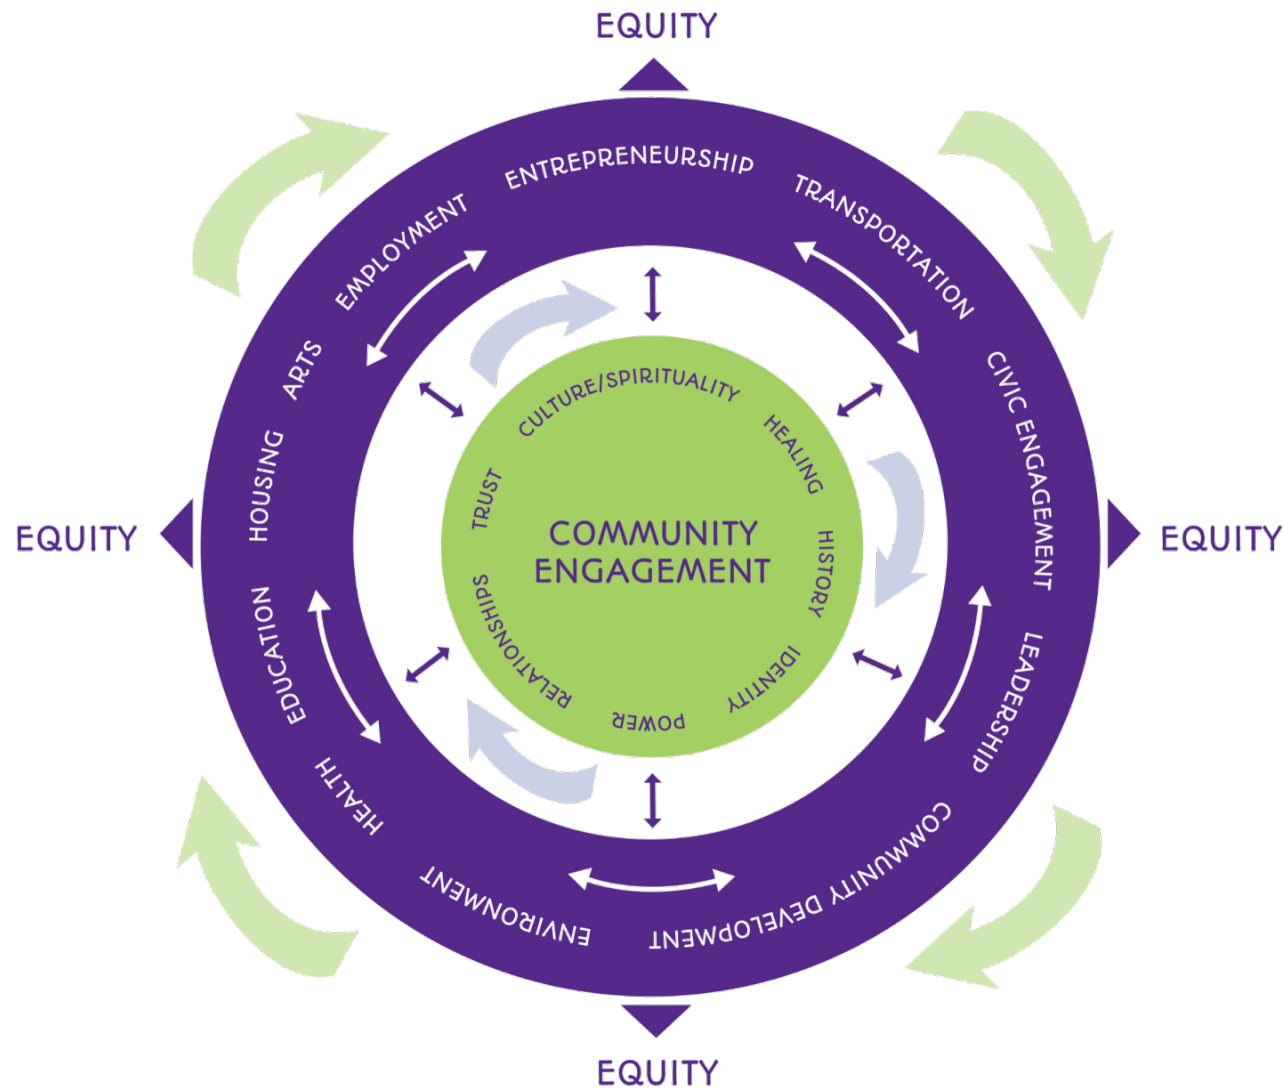 EQUITY
ENTREPRENEURSHIP
TRANSPORTATION
CIVIC ENGAGEMENT
LEADERSHIP
COMMUNITY DEVELOPMENT
ENVIRONMENT
HEALTH
EDUCATION
HOUSING
ARTS
EMPLOYMENT
CULTURE/SPIRITUALITY
HEALING
HISTORY
IDENTITY
POWER
RELATIONSHIPS
TRUST
COMMUNITY
ENGAGEMENT
EQUITY
EQUITY
EQUITY